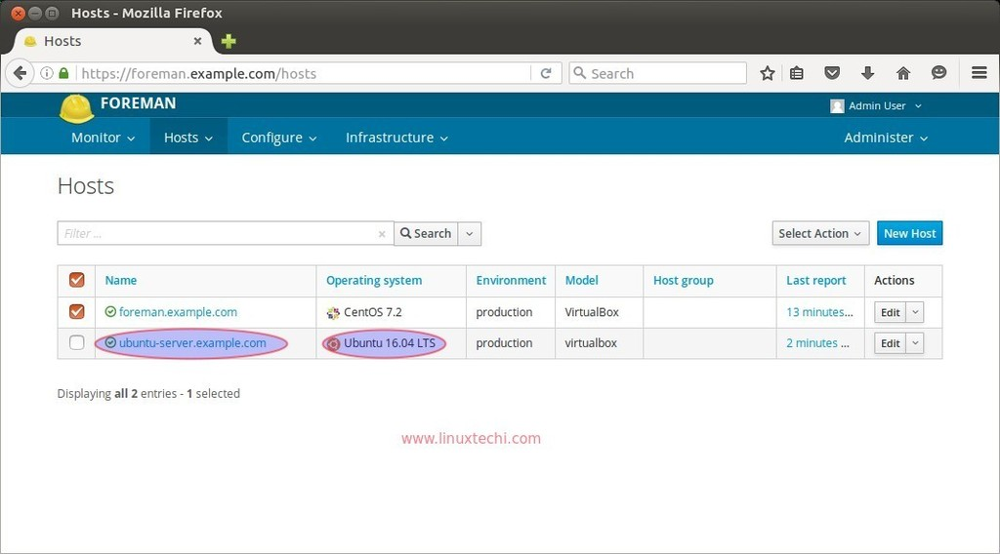 Hosts - Mozilla Firefox
Hosts
https://foreman.example.com/hosts
Search
FOREMAN
Admin User
Monitor Hosts Configure Infrastructure Administer
Hosts
Filter ... × Search Select Action New Host
Name Operating system Environment Model Host group Last report Actions
foreman.example.com CentOS 7.2 production VirtualBox 13 minutes... Edit
ubuntu-server.example.com Ubuntu 16.04 LTS production virtualbox 2 minutes ... Edit
Displaying all 2 entries - 1 selected
www.linuxtechi.com